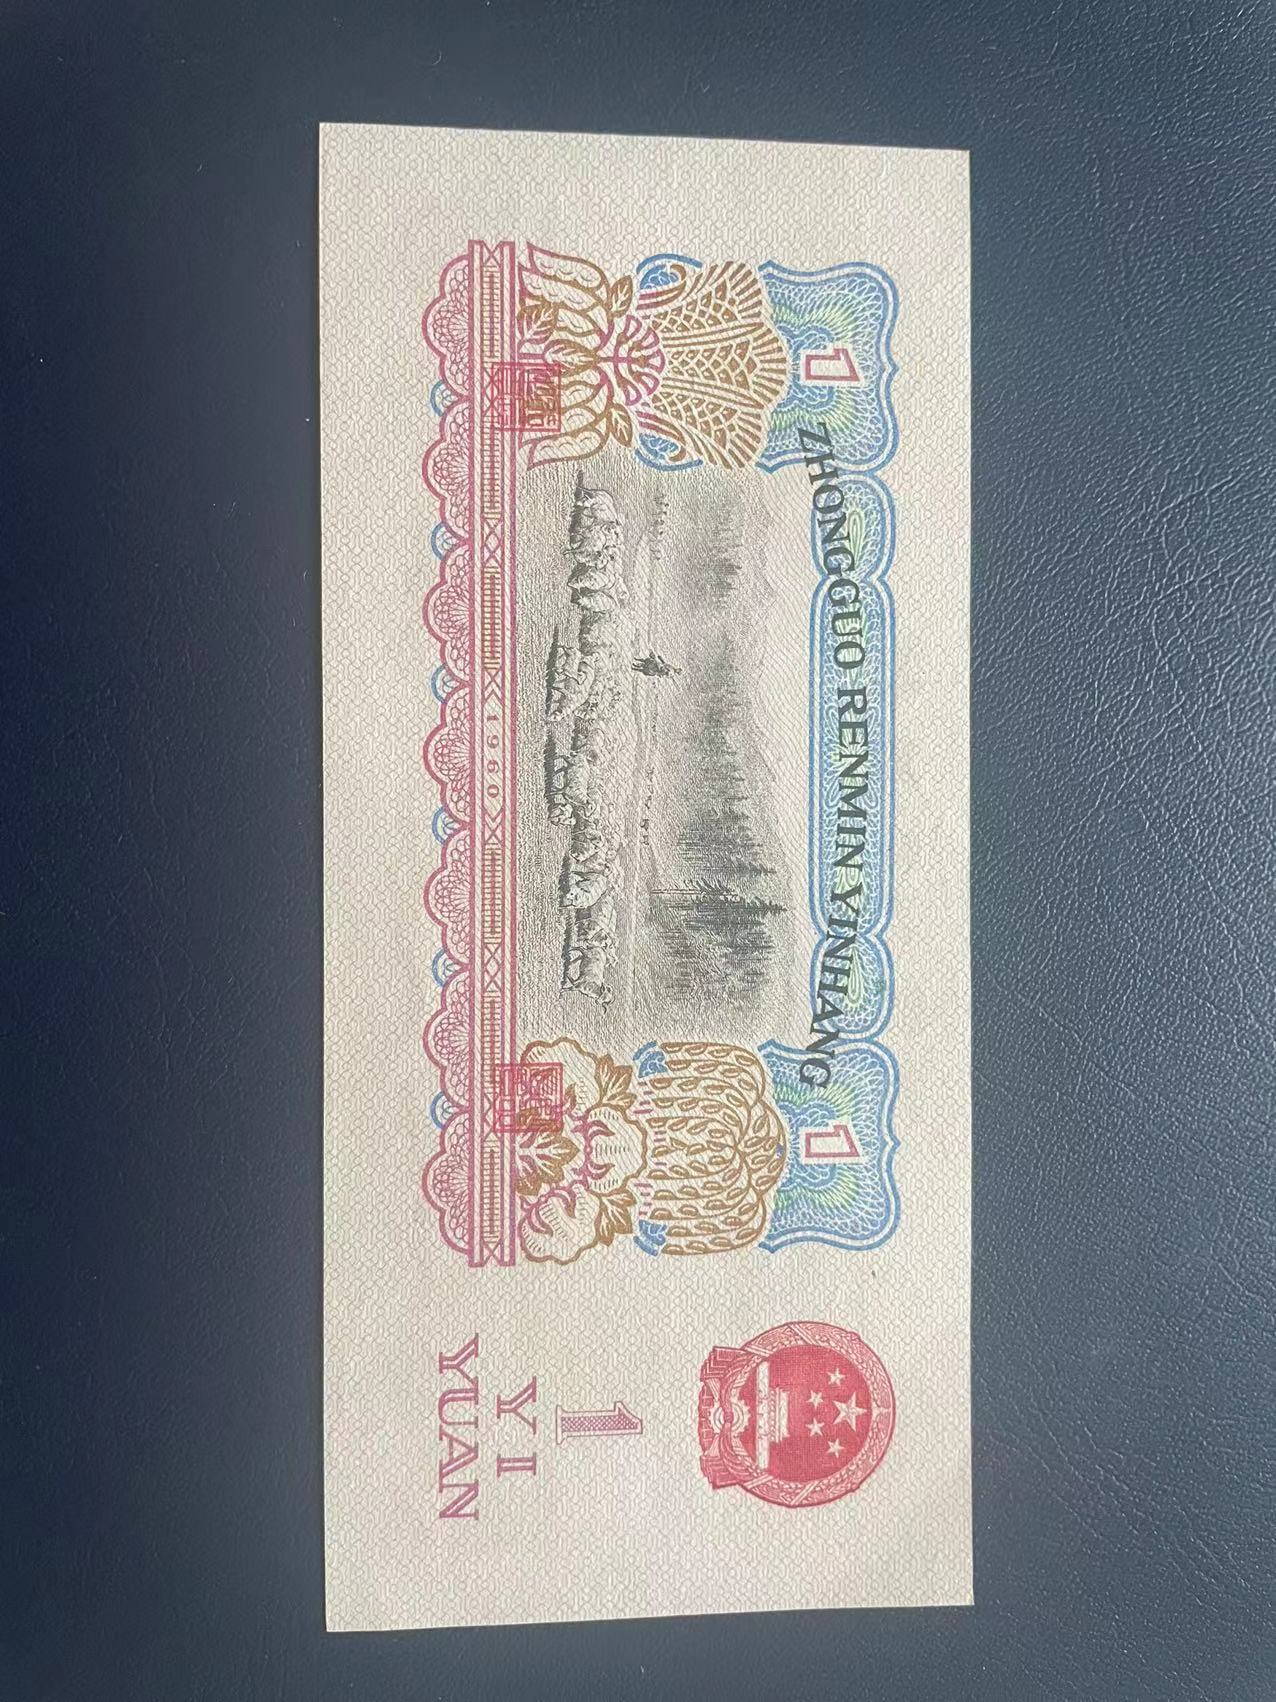 ZHONGGUO RENMIN YINHANG
1
1
1
YI
YUAN
1960